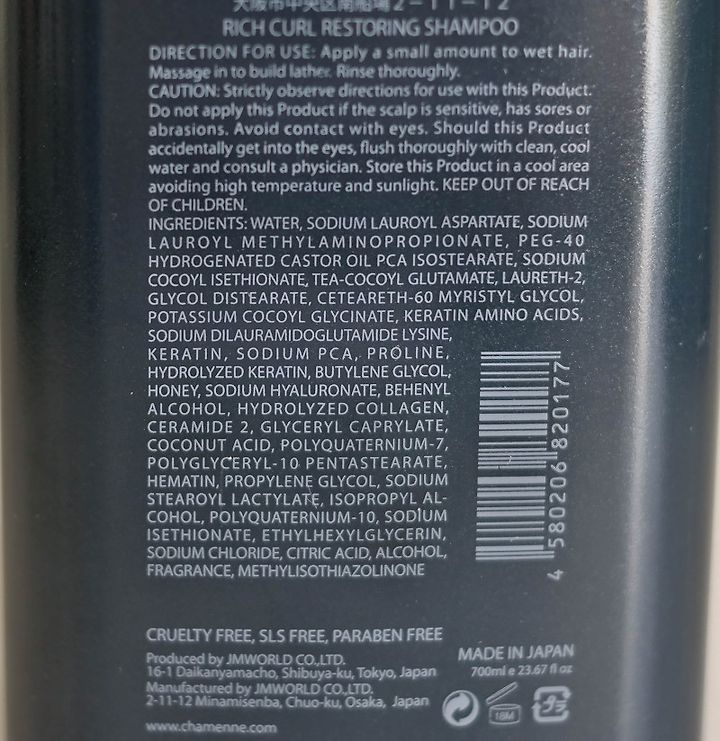 大阪市中央区南船場2-11-12
RICH CURL RESTORING SHAMPOO
DIRECTION FOR USE: Apply a small amount to wet hair.
Massage in to build lather. Rinse thoroughly.
CAUTION: Strictly observe directions for use with this Product.
Do not apply this Product if the scalp is sensitive, has sores or
abrasions. Avoid contact with eyes. Should this Product
accidentally get into the eyes, flush thoroughly with clean, cool
water and consult a physician. Store this Product in a cool area
avoiding high temperature and sunlight. KEEP OUT OF REACH
OF CHILDREN.
INGREDIENTS: WATER, SODIUM LAUROYL ASPARTATE, SODIUM
LAUROYL METHYLAMINOPROPIONATE, PEG-40
HYDROGENATED CASTOR OIL PCA ISOSTEARATE, SODIUM
COCOYL ISETHIONATE, TEA-COCOYL GLUTAMATE, LAURETH-2,
GLYCOL DISTEARATE, CETEARETH-60 MYRISTYL GLYCOL,
POTASSIUM COCOYL GLYCINATE, KERATIN AMINO ACIDS,
SODIUM DILAURAMIDOGLUTAMIDE LYSINE,
KERATIN, SODIUM PCA, PROLINE,
HYDROLYZED KERATIN, BUTYLENE GLYCOL,
HONEY, SODIUM HYALURONATE, BEHENYL
ALCOHOL, HYDROLYZED COLLAGEN,
CERAMIDE 2, GLYCERYL CAPRYLATE,
COCONUT ACID, POLYQUATERNIUM-7,
POLYGLYCERYL-10 PENTASTEARATE,
HEMATIN, PROPYLENE GLYCOL, SODIUM
STEAROYL LACTYLATE, ISOPROPYL AL-
COHOL, POLYQUATERNIUM-10, SODIUM
ISETHIONATE, ETHYLHEXYLGLYCERIN,
SODIUM CHLORIDE, CITRIC ACID, ALCOHOL,
FRAGRANCE, METHYLISOTHIAZOLINONE
4 580206 820177
CRUELTY FREE, SLS FREE, PARABEN FREE
Produced by JMWORLD CO.,LTD.
16-1 Daikanyamacho, Shibuya-ku, Tokyo, Japan
Manufactured by JMWORLD CO.,LTD.
2-11-12 Minamisenba, Chuo-ku, Osaka, Japan
www.chamenne.com
MADE IN JAPAN
700ml e 23.67 fl oz
18M
プラ